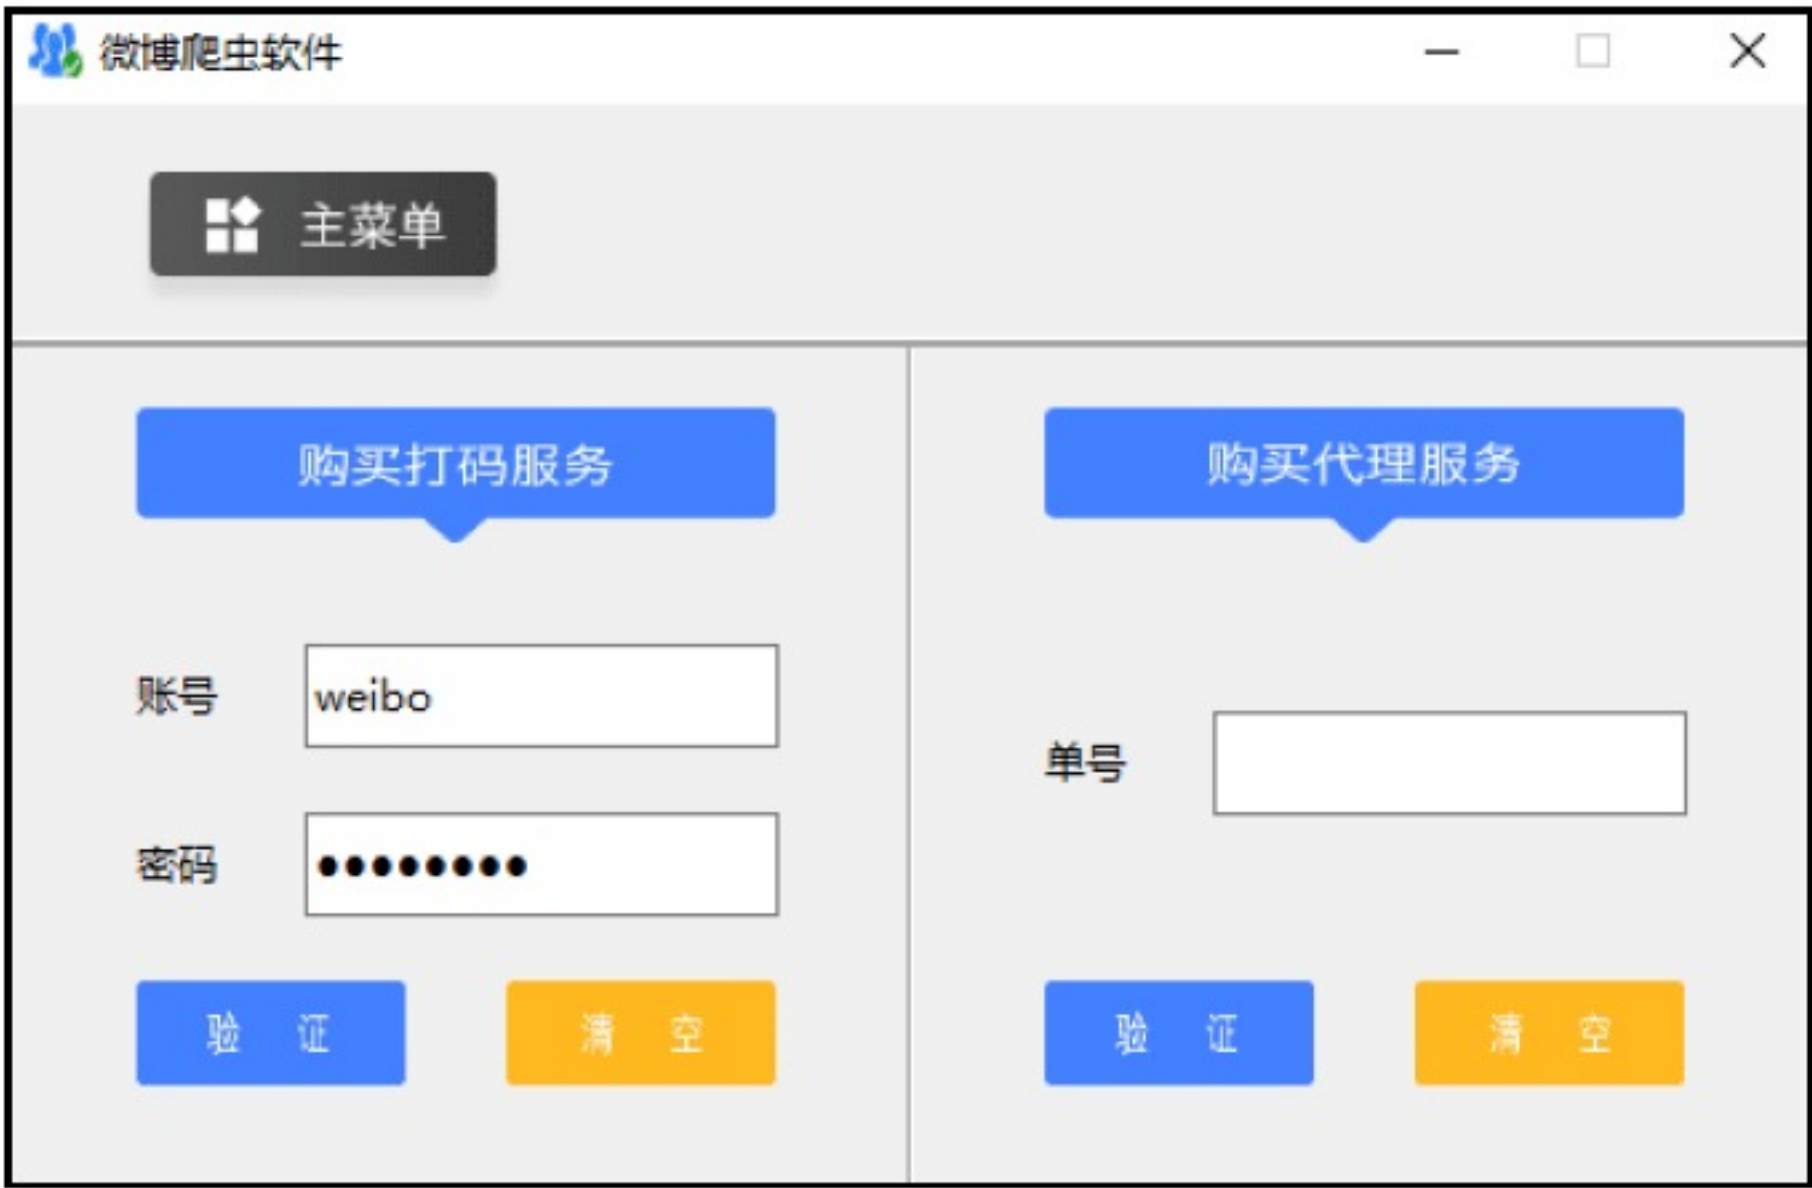 微博爬虫软件
主菜单
购买打码服务
账号 weibo
密码 ●●●●●●●●
验 证 清 空
购买代理服务
单号
验 证 清 空